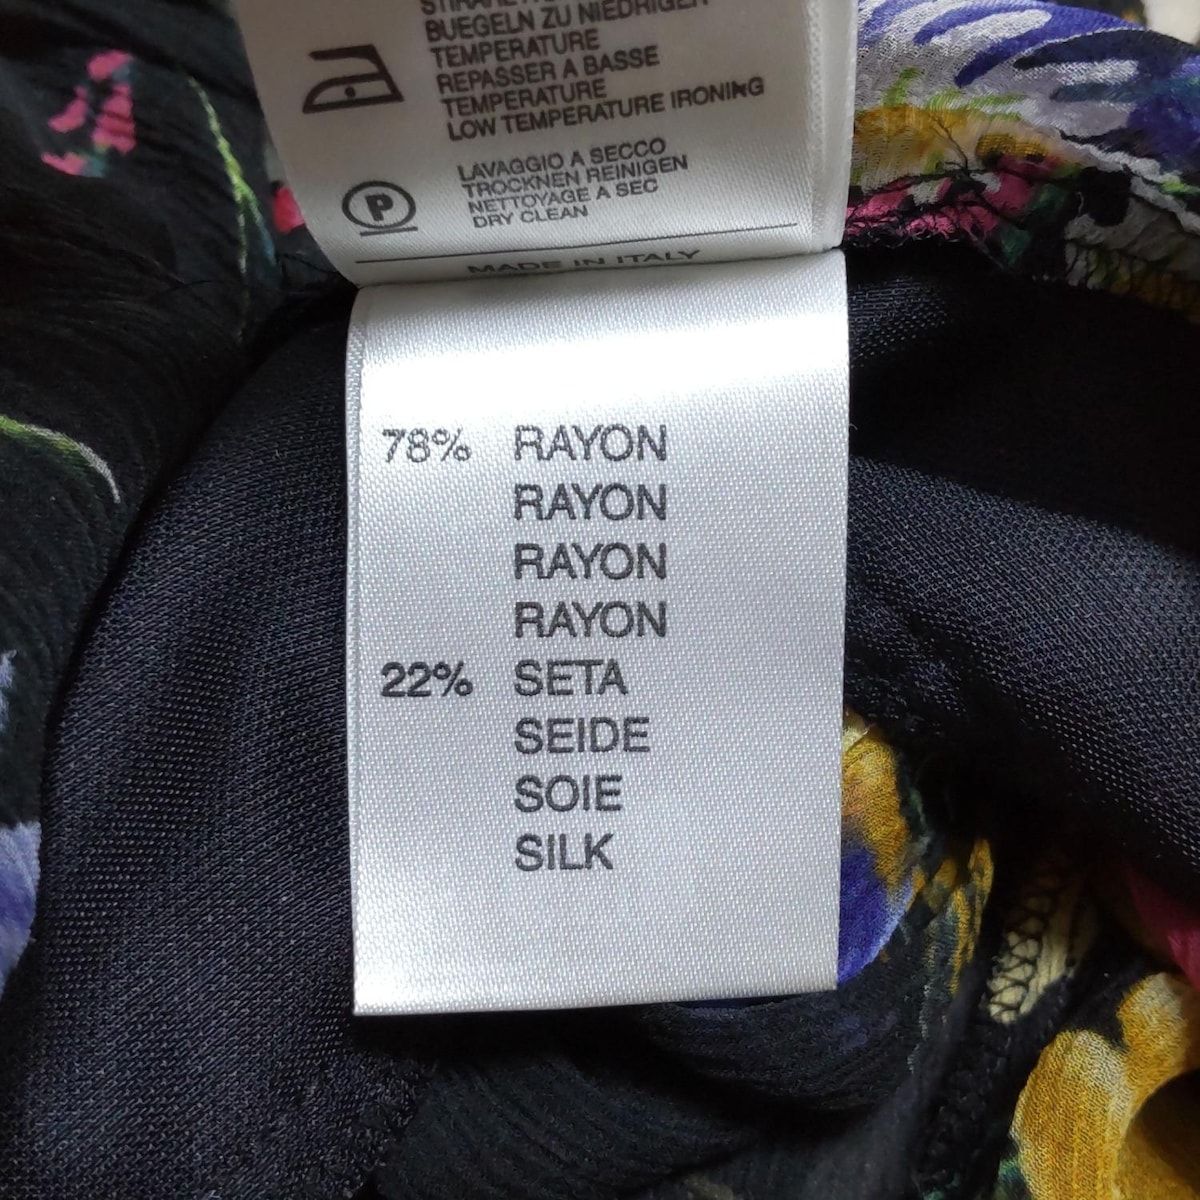 BUEGELN ZU NIEDRIGER
TEMPERATURE
REPASSER A BASSE
TEMPERATURE
LOW TEMPERATURE IRONING
P
LAVAGGIO A SECCO
TROCKNEN REINIGEN
NETTOYAGE A SEC
DRY CLEAN
MADE IN ITALY
78% RAYON
RAYON
RAYON
RAYON
22% SETA
SEIDE
SOIE
SILK